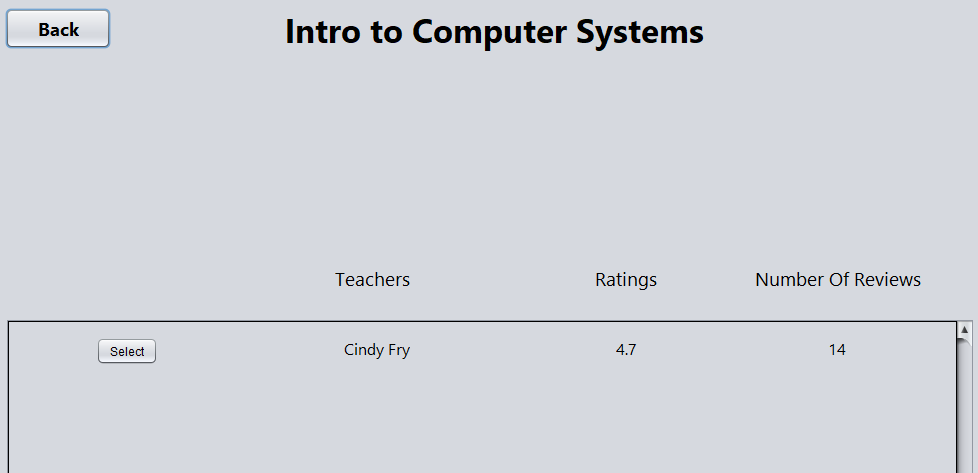 Back
Intro to Computer Systems
Teachers Ratings Number Of Reviews
Select Cindy Fry 4.7 14